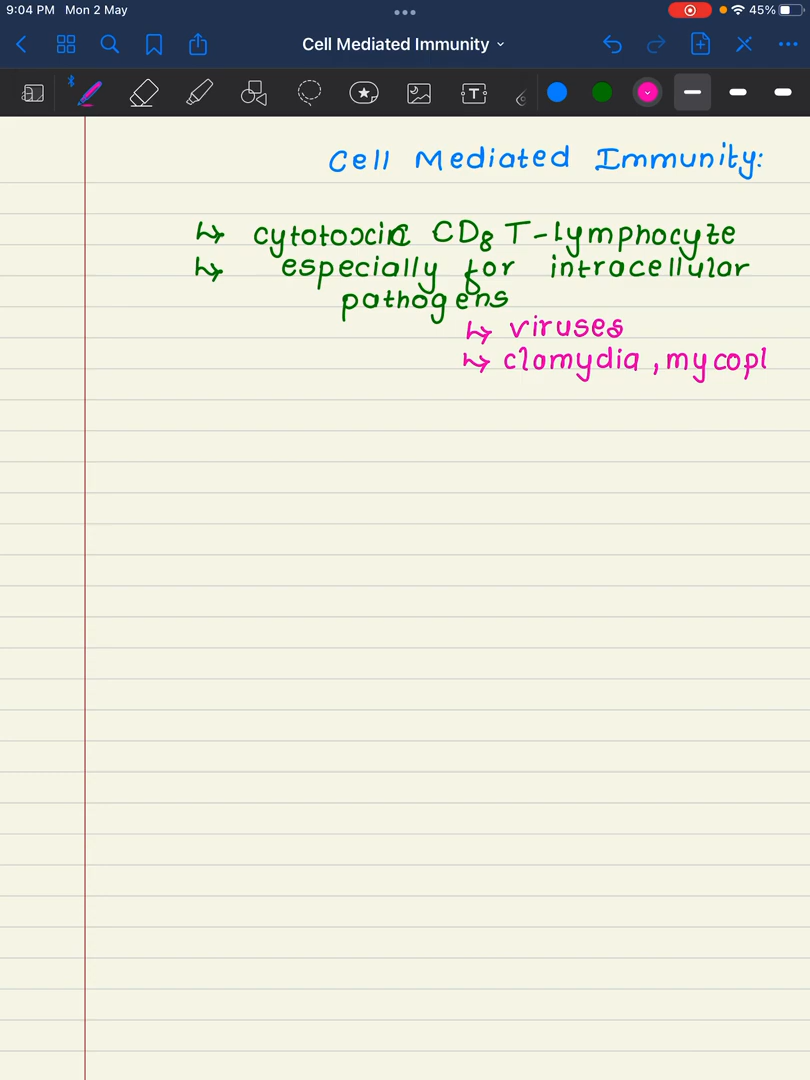 9:04 PM Mon 2 May
45%
Cell Mediated Immunity
T
Cell Mediated Immunity:
↳ cytotoxic CD8 T-lymphocyte
↳ especially for intracellular
pathogens
↳ viruses
↳ clamydia, mycopl